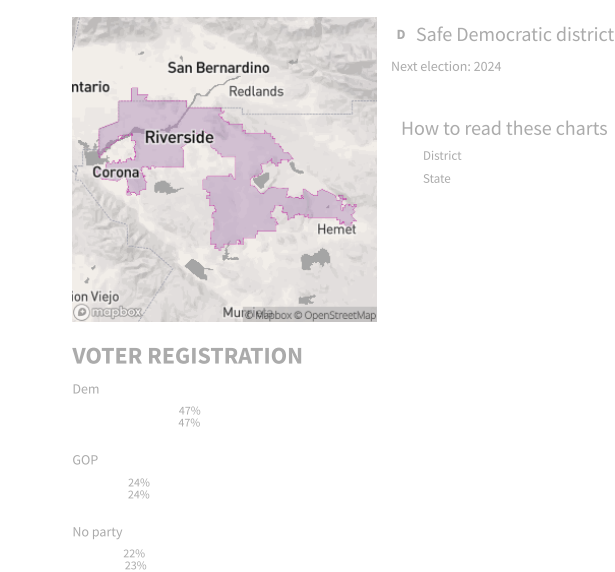 San Bernardino
ntario
Redlands
Riverside
Corona
Hemet
ion Viejo
mapbox
© Mapbox © OpenStreetMap
D Safe Democratic district
Next election: 2024
How to read these charts
District
State
VOTER REGISTRATION
Dem
47%
47%
GOP
24%
24%
No party
22%
23%